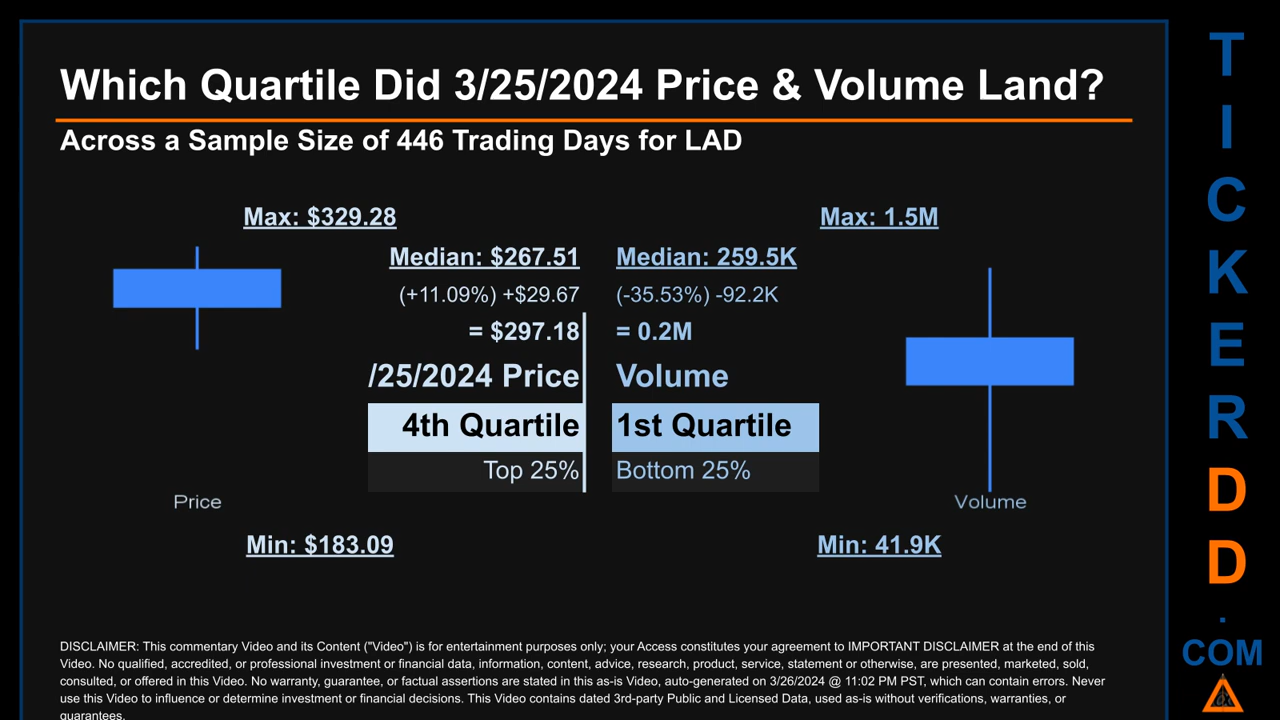 Which Quartile Did 3/25/2024 Price & Volume Land?
Across a Sample Size of 446 Trading Days for LAD
Max: $329.28
Max: 1.5M
Median: $267.51
Median: 259.5K
(+11.09%) +$29.67
(-35.53%) -92.2K
= $297.18
= 0.2M
/25/2024 Price
Volume
4th Quartile
1st Quartile
Top 25%
Bottom 25%
Price
Volume
Min: $183.09
Min: 41.9K
DISCLAIMER: This commentary Video and its Content ("Video") is for entertainment purposes only; your Access constitutes your agreement to IMPORTANT DISCLAIMER at the end of this
Video. No qualified, accredited, or professional investment or financial data, information, content, advice, research, product, service, statement or otherwise, are presented, marketed, sold,
consulted, or offered in this Video. No warranty, guarantee, or factual assertions are stated in this as-is Video, auto-generated on 3/26/2024 @ 11:02 PM PST, which can contain errors. Never
use this Video to influence or determine investment or financial decisions. This Video contains dated 3rd-party Public and Licensed Data, used as-is without verifications, warranties, or
guarantees.
T
I
C
K
E
R
D
D
.
COM